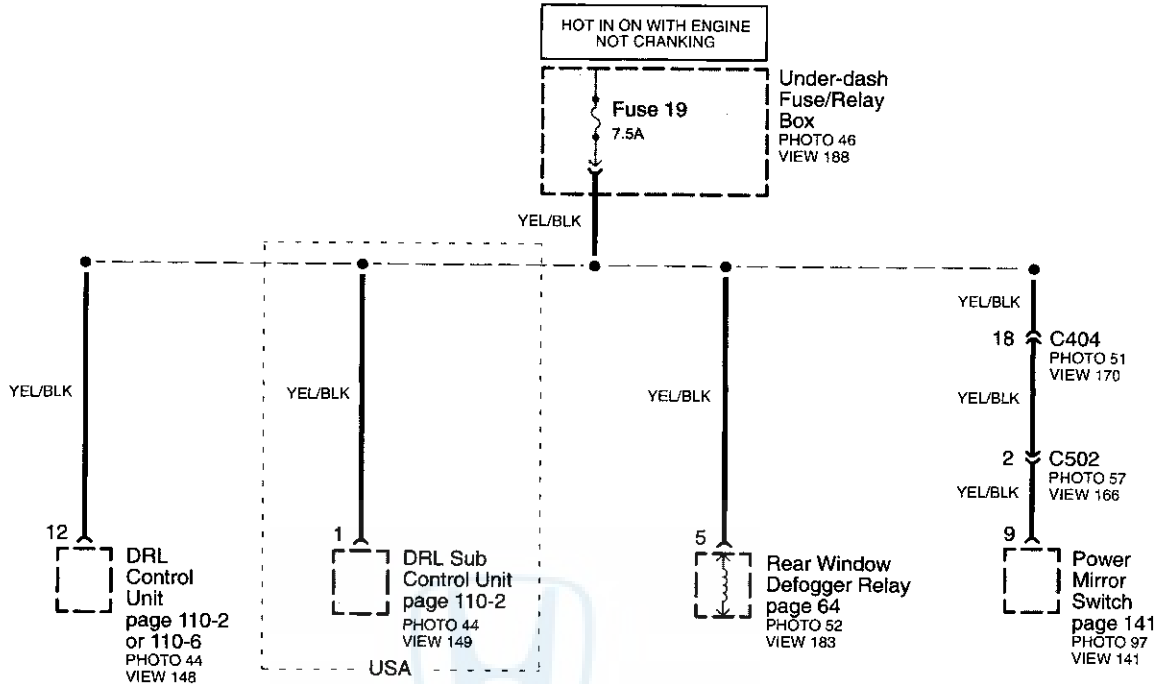 HOT IN ON WITH ENGINE
NOT CRANKING
Fuse 19
7.5A
Under-dash
Fuse/Relay
Box
PHOTO 46
VIEW 188
YEL/BLK
YEL/BLK
YEL/BLK
YEL/BLK
YEL/BLK
18
C404
PHOTO 51
VIEW 170
YEL/BLK
2
C502
PHOTO 57
VIEW 166
YEL/BLK
12
DRL
Control
Unit
page 110-2
or 110-6
PHOTO 44
VIEW 148
1
DRL Sub
Control Unit
page 110-2
PHOTO 44
VIEW 149
USA
5
Rear Window
Defogger Relay
page 64
PHOTO 52
VIEW 183
9
Power
Mirror
Switch
page 141
PHOTO 97
VIEW 141